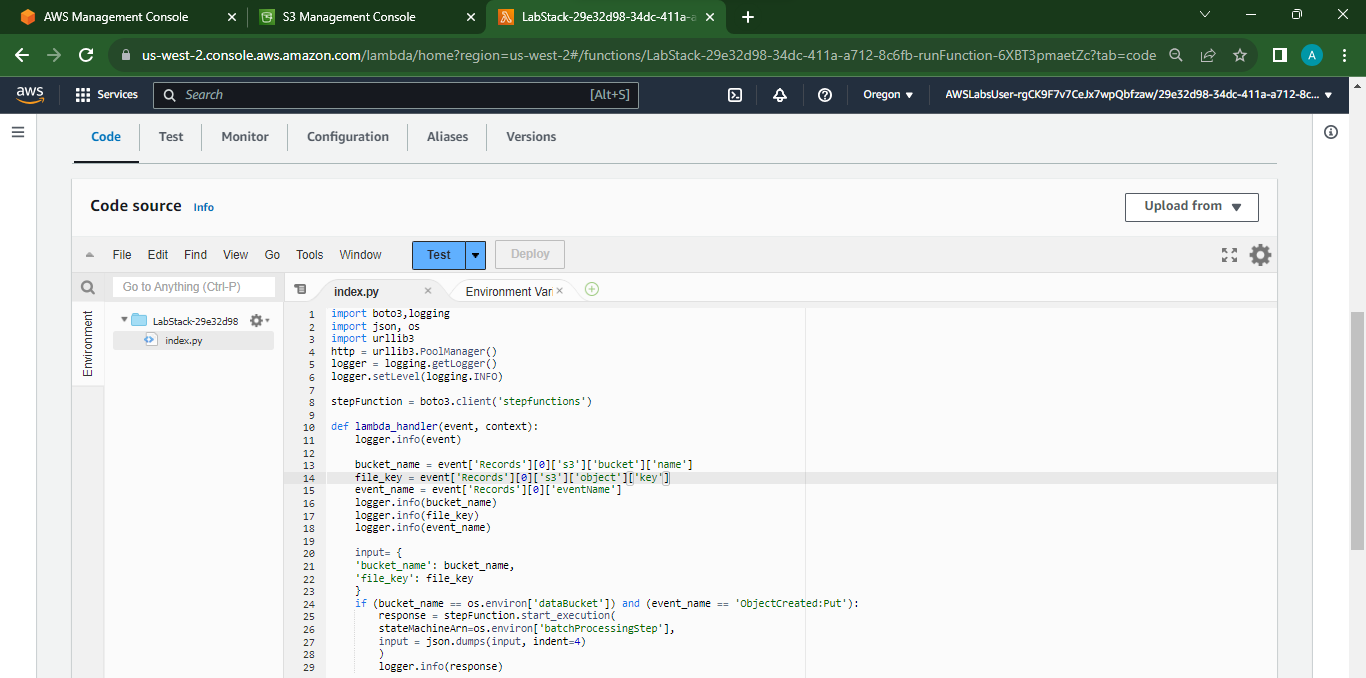 AWS Management Console
S3 Management Console
LabStack-29e32d98-34dc-411a-a
us-west-2.console.aws.amazon.com/lambda/home?region=us-west-2#/functions/LabStack-29e32d98-34dc-411a-a712-8c6fb-runFunction-6XBT3pmaetZc?tab=code
A
aws
Services
Search
[Alt+S]
Oregon
AWSLabsUser-rgCK9F7v7CeJx7wpQbfzaw/29e32d98-34dc-411a-a712-8c...
Code
Test
Monitor
Configuration
Aliases
Versions
Code source
Info
Upload from
File
Edit
Find
View
Go
Tools
Window
Test
Deploy
Go to Anything (Ctrl-P)
index.py
Environment Vari
Environment
LabStack-29e32d98
index.py
1 import boto3,logging
2 import json, os
3 import urllib3
4 http = urllib3.PoolManager()
5 logger = logging.getLogger()
6 logger.setLevel(logging.INFO)
7
8 stepFunction = boto3.client('stepfunctions')
9
10 def lambda_handler(event, context):
11     logger.info(event)
12
13     bucket_name = event['Records'][0]['s3']['bucket']['name']
14     file_key = event['Records'][0]['s3']['object']['key']
15     event_name = event['Records'][0]['eventName']
16     logger.info(bucket_name)
17     logger.info(file_key)
18     logger.info(event_name)
19
20     input= {
21     'bucket_name': bucket_name,
22     'file_key': file_key
23     }
24     if (bucket_name == os.environ['dataBucket']) and (event_name == 'ObjectCreated:Put'):
25         response = stepFunction.start_execution(
26         stateMachineArn=os.environ['batchProcessingStep'],
27         input = json.dumps(input, indent=4)
28         )
29         logger.info(response)